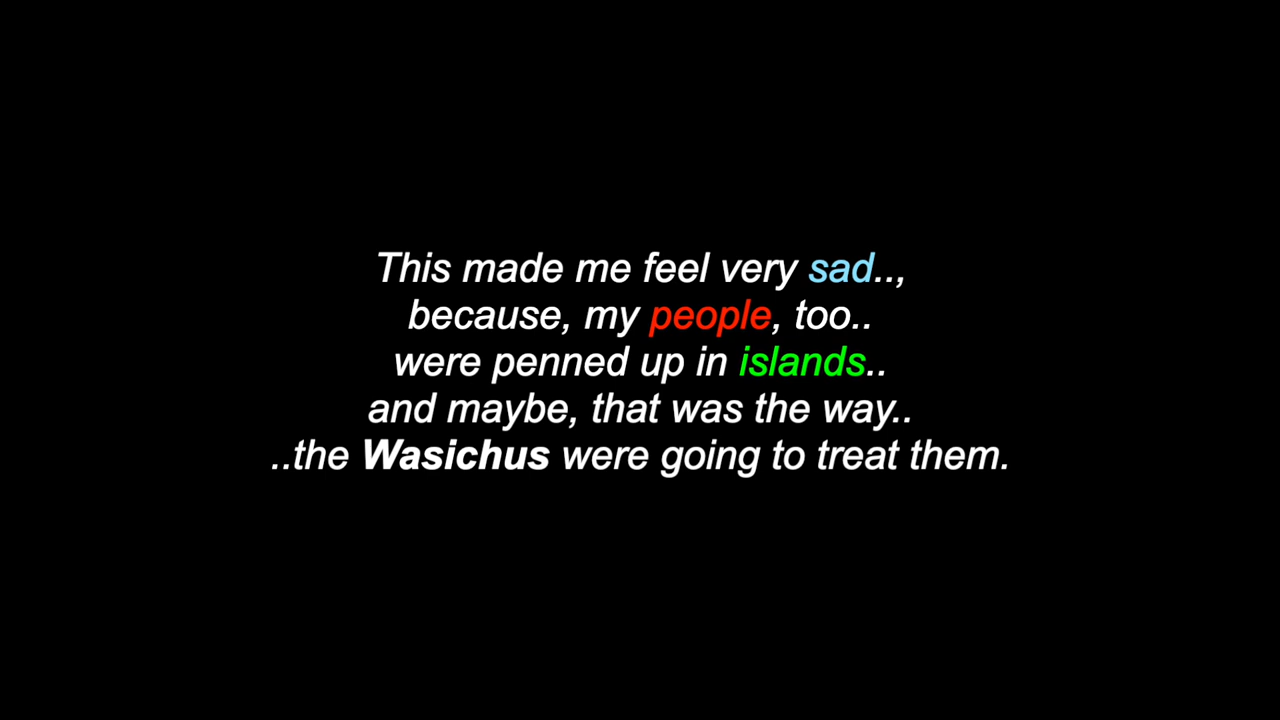 This made me feel very sad..,
because, my people, too..
were penned up in islands..
and maybe, that was the way..
..the Wasichus were going to treat them.